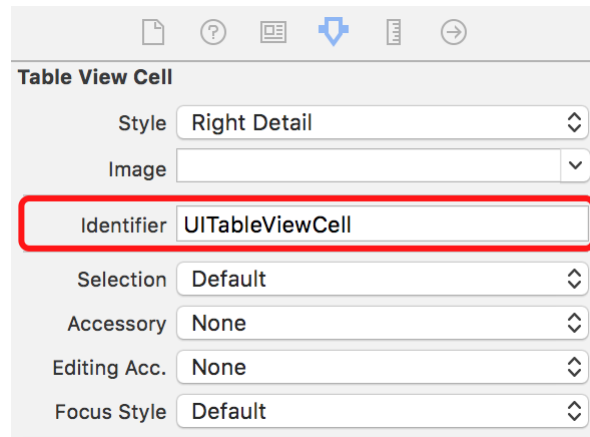 Table View Cell
Style Right Detail
Image
Identifier UITableViewCell
Selection Default
Accessory None
Editing Acc. None
Focus Style Default